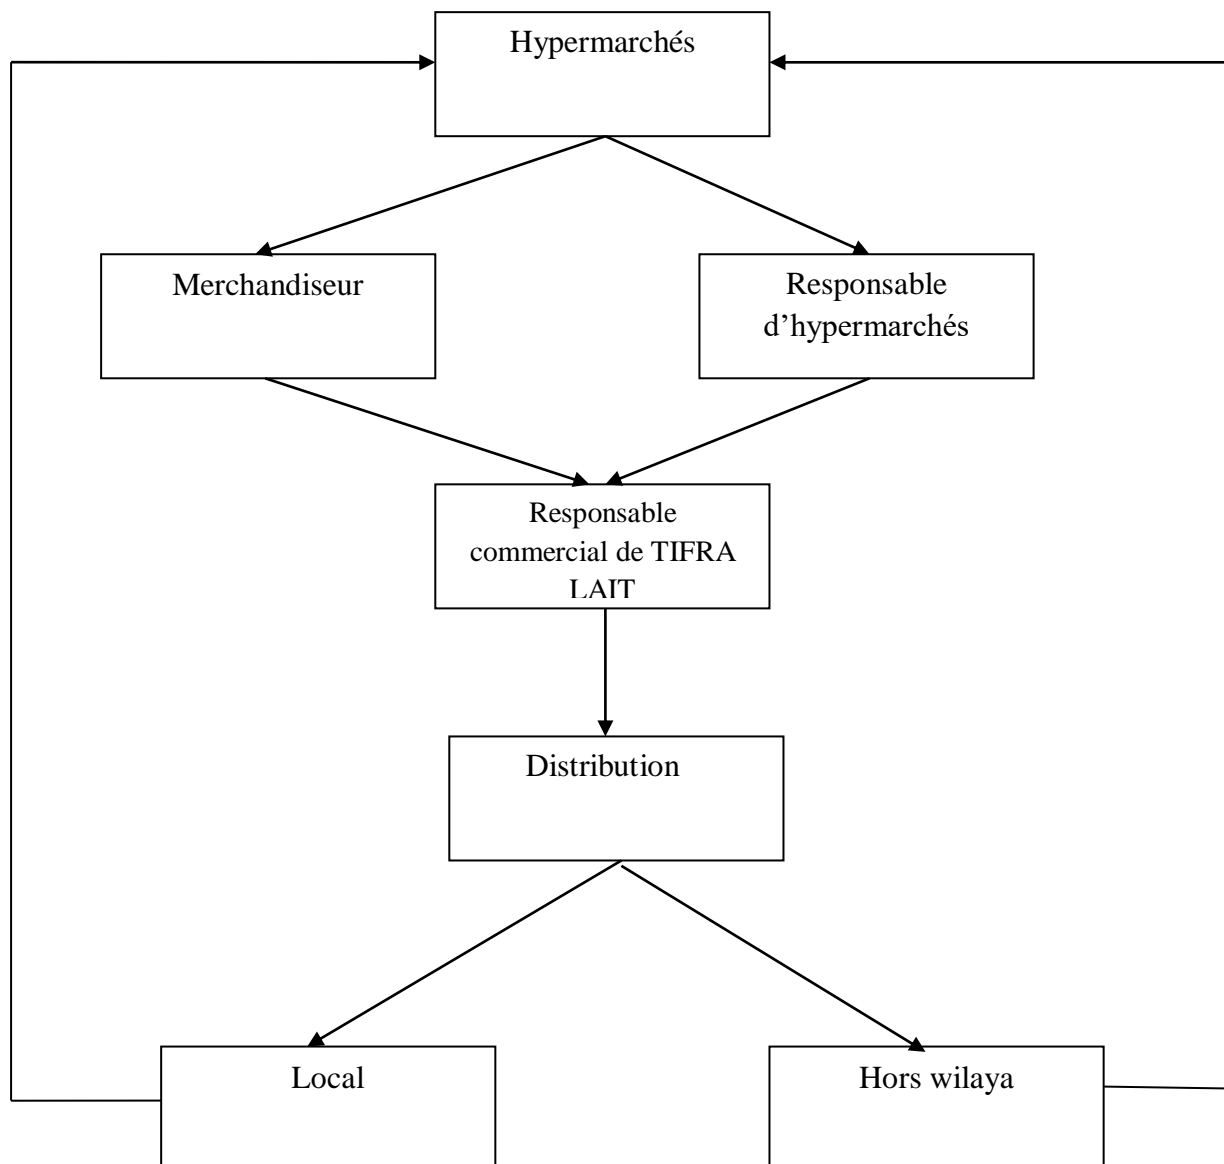 Hypermarchés
Merchandiseur
Responsable
d’hypermarchés
Responsable
commercial de TIFRA
LAIT
Distribution
Local
Hors wilaya